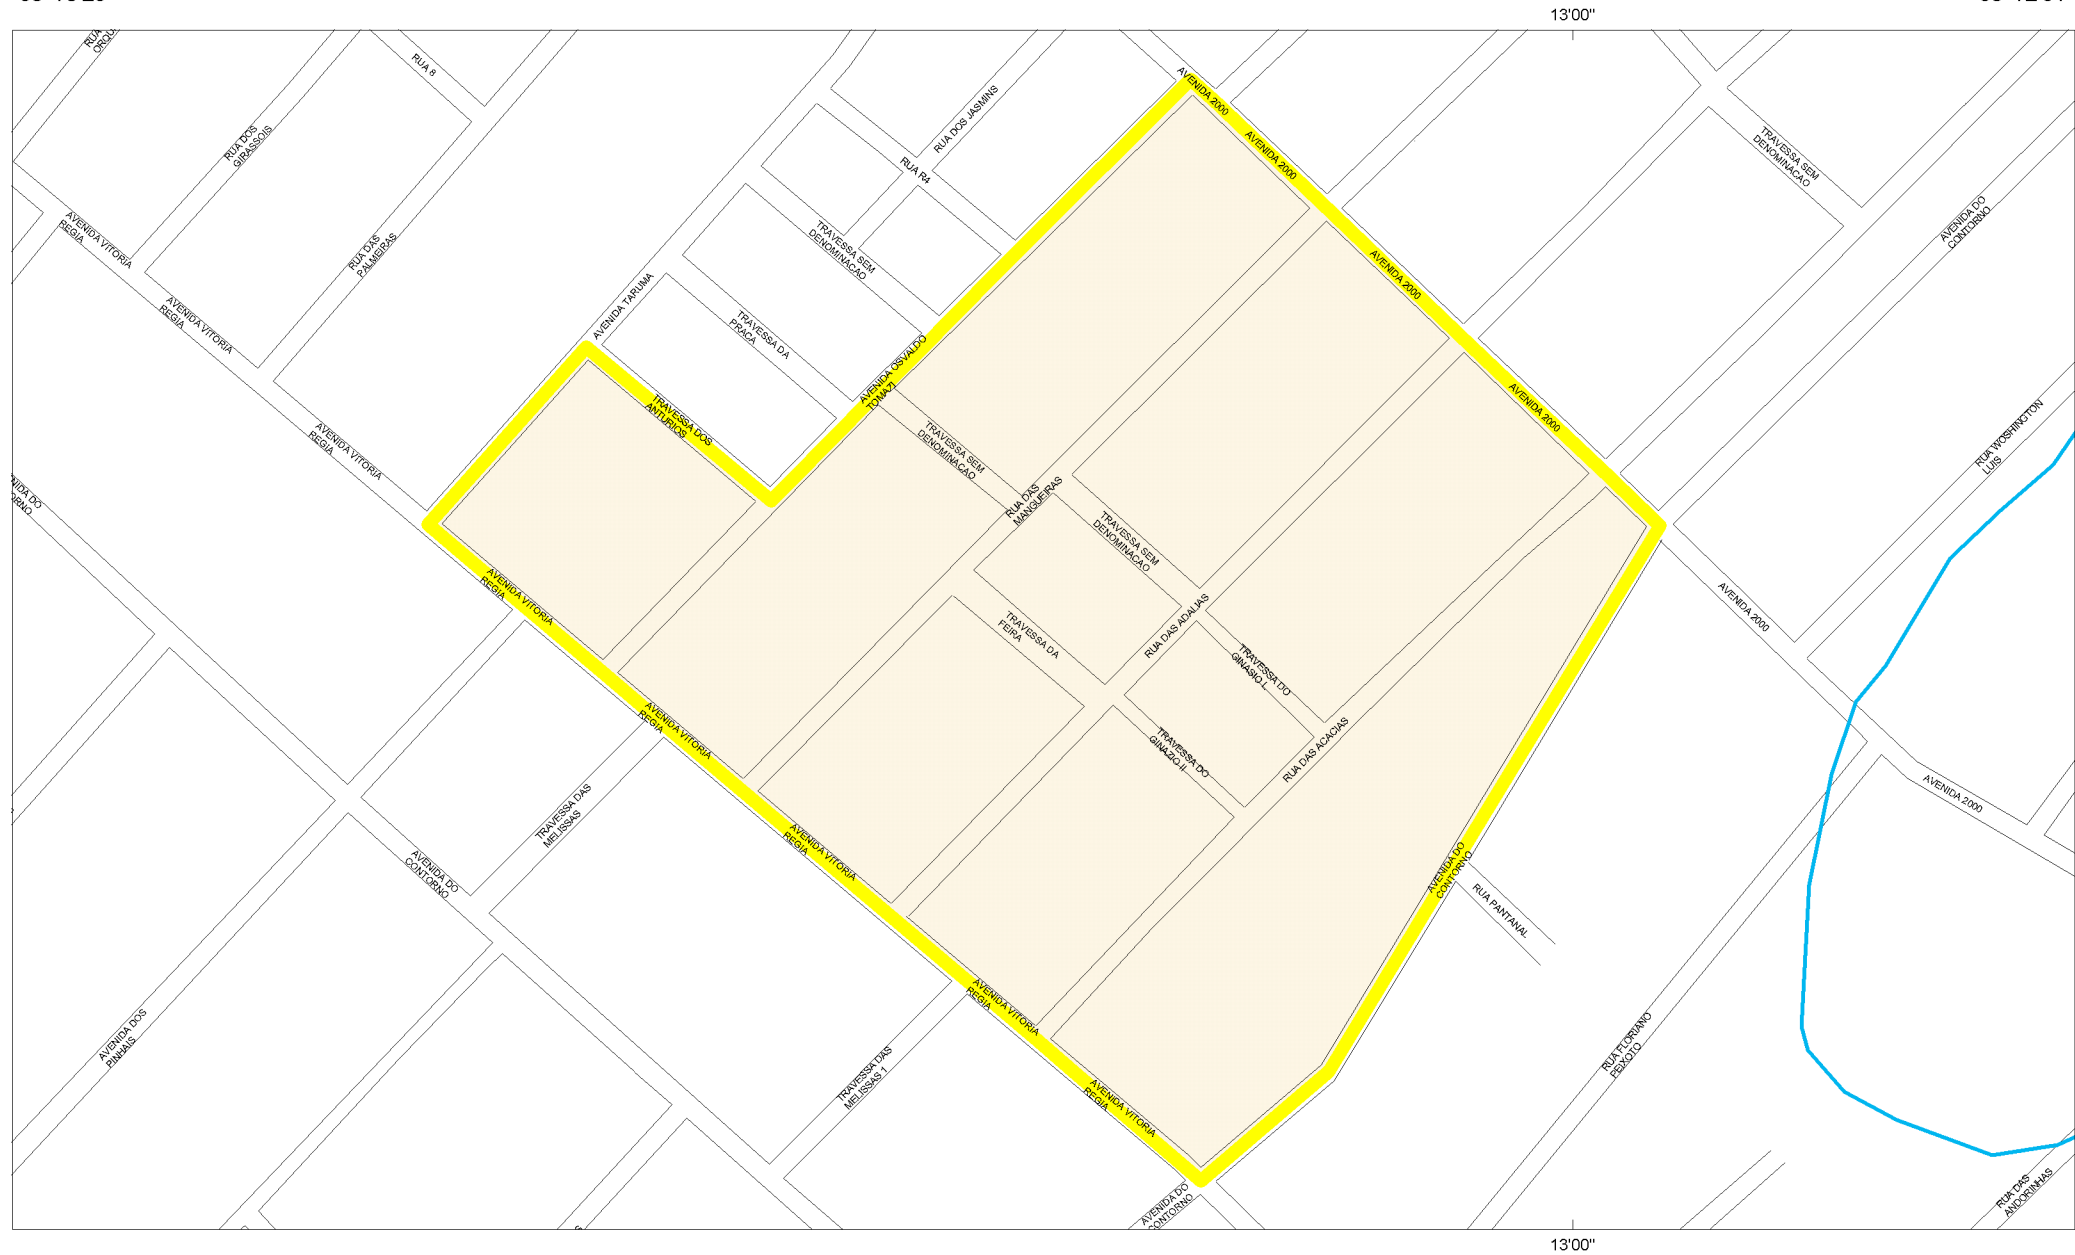 13'00"
RUA 8
RUA DOS
GIRASSOIS
RUA DAS
PALMEIRAS
AVENIDA VITORIA
REGIA
AVENIDA VITORIA
REGIA
AVENIDA VITORIA
REGIA
AVENIDA TARUMA
RUA DOS JASMINS
RUA R4
TRAVESSA SEM
DENOMINACAO
TRAVESSA DA
PRACA
AVENIDA 2000
AVENIDA 2000
AVENIDA 2000
AVENIDA 2000
TRAVESSA SEM
DENOMINACAO
AVENIDA DO
CONTORNO
RUA WOSHINGTON
LUIS
AVENIDA OSVALDO
TOMAZI
TRAVESSA DOS
ANTURIOS
TRAVESSA SEM
DENOMINACAO
RUA DAS
MANGUEIRAS
TRAVESSA SEM
DENOMINACAO
AVENIDA VITORIA
REGIA
TRAVESSA DA
FEIRA
RUA DAS ADALIAS
TRAVESSA DO
GINASIO I.
AVENIDA 2000
AVENIDA VITORIA
REGIA
TRAVESSA DO
GINAZIO II
RUA DAS ACACIAS
AVENIDA 2000
TRAVESSA DAS
MELISSAS
AVENIDA VITORIA
REGIA
AVENIDA DO
CONTORNO
AVENIDA DO
CONTORNO
RUA PANTANAL
AVENIDA VITORIA
REGIA
AVENIDA DOS
PINHAIS
TRAVESSA DAS
MELISSAS 1
RUA FLORIANO
PEIXOTO
AVENIDA VITORIA
REGIA
AVENIDA DO
CONTORNO
RUA DAS
ANDORINHAS
13'00"